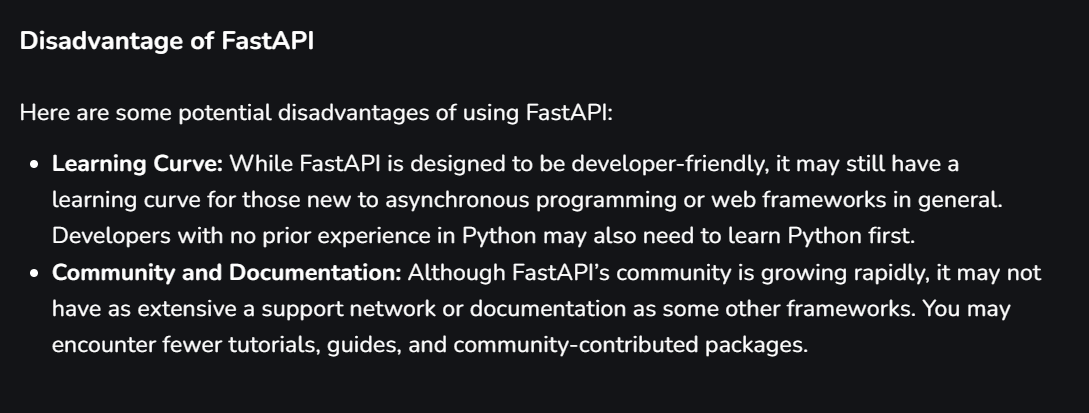 Disadvantage of FastAPI
Here are some potential disadvantages of using FastAPI:
• Learning Curve: While FastAPI is designed to be developer-friendly, it may still have a
learning curve for those new to asynchronous programming or web frameworks in general.
Developers with no prior experience in Python may also need to learn Python first.
• Community and Documentation: Although FastAPI’s community is growing rapidly, it may not
have as extensive a support network or documentation as some other frameworks. You may
encounter fewer tutorials, guides, and community-contributed packages.